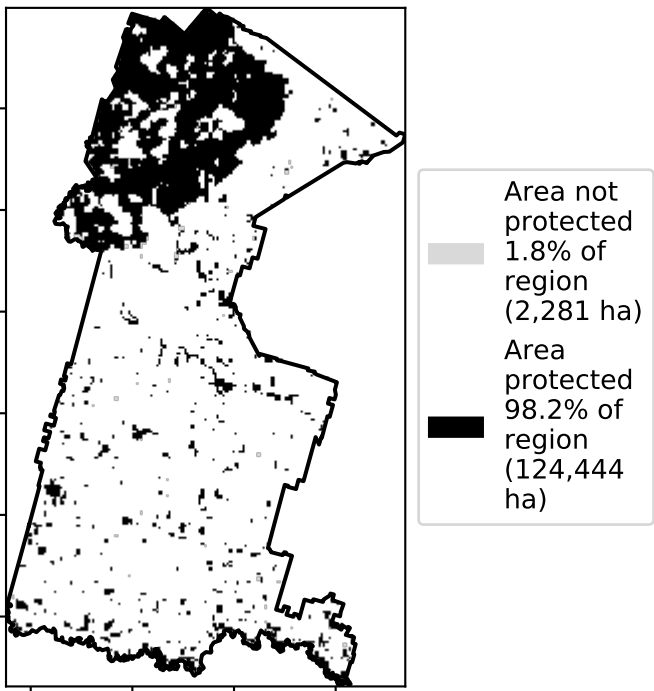 Area not
protected
1.8% of
region
(2,281 ha)
Area
protected
98.2% of
region
(124,444
ha)